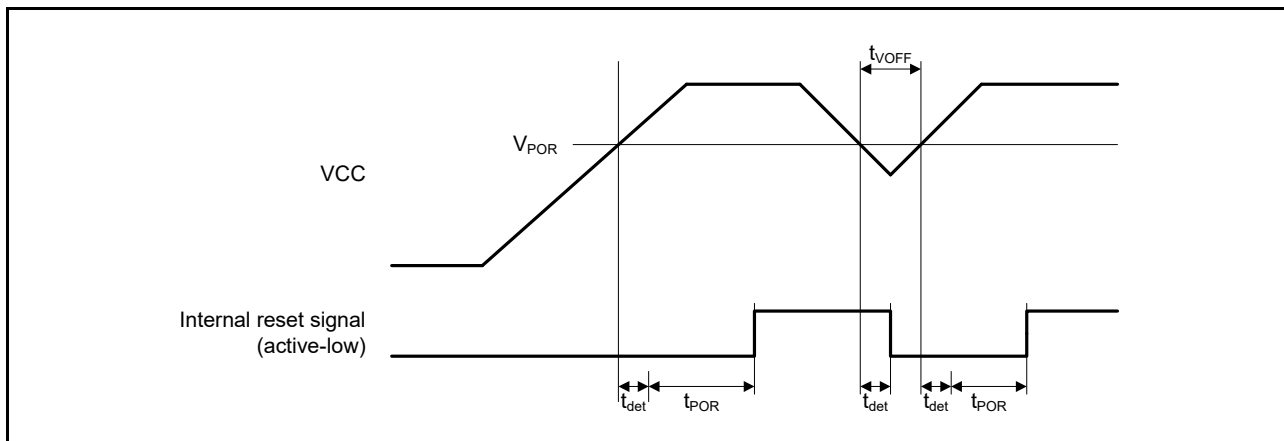 tVOFF
VPOR
VCC
Internal reset signal
(active-low)
tdet tPOR tdet tdet tPOR